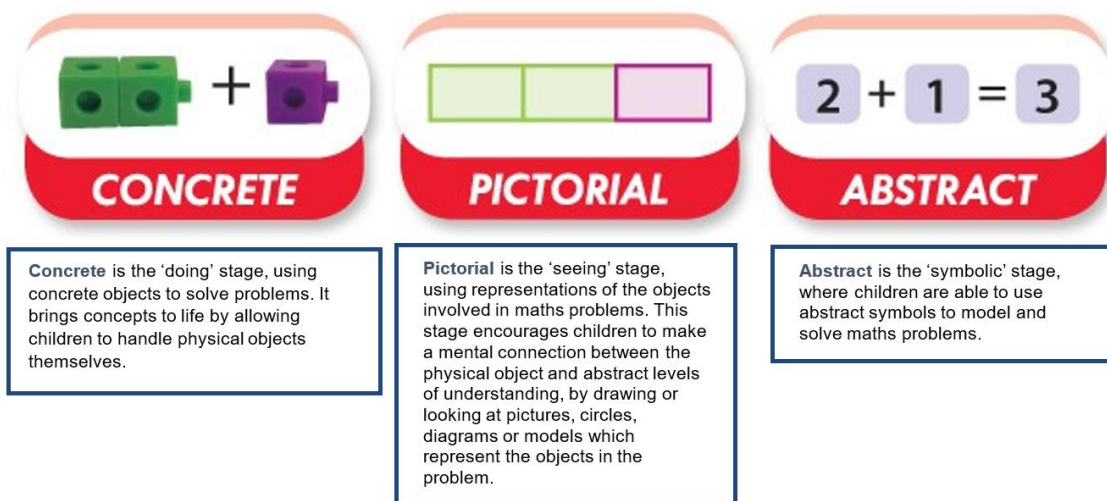 +
2 + 1 = 3
CONCRETE
PICTORIAL
ABSTRACT
Concrete is the ‘doing’ stage, using
concrete objects to solve problems. It
brings concepts to life by allowing
children to handle physical objects
themselves.
Pictorial is the ‘seeing’ stage,
using representations of the objects
involved in maths problems. This
stage encourages children to make
a mental connection between the
physical object and abstract levels
of understanding, by drawing or
looking at pictures, circles,
diagrams or models which
represent the objects in the
problem.
Abstract is the ‘symbolic’ stage,
where children are able to use
abstract symbols to model and
solve maths problems.